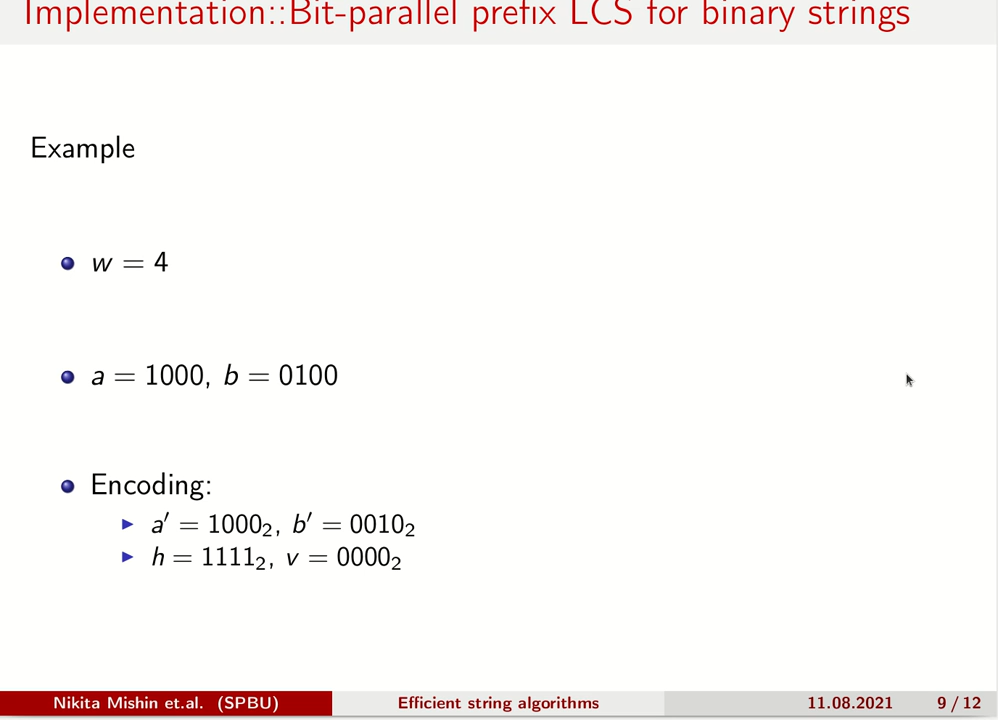 Implementation::Bit-parallel prefix LCS for binary strings
Example
w = 4
a = 1000, b = 0100
Encoding:
a′ = 1000₂, b′ = 0010₂
h = 1111₂, v = 0000₂
Nikita Mishin et.al. (SPBU) Efficient string algorithms 11.08.2021 9 / 12